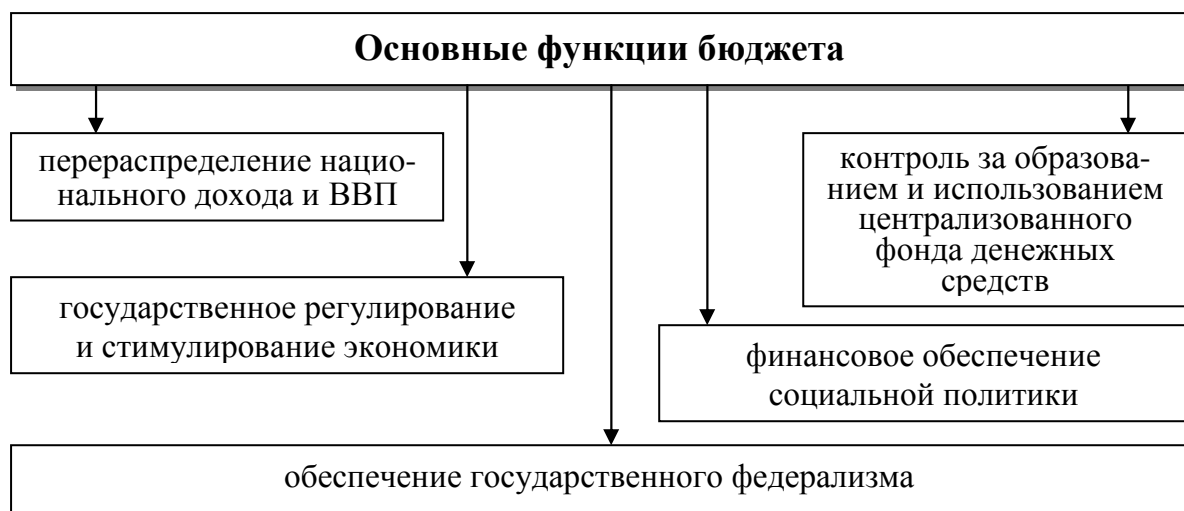 Основные функции бюджета
перераспределение нацио-
нального дохода и ВВП
контроль за образова-
нием и использованием
централизованного
фонда денежных
средств
государственное регулирование
и стимулирование экономики
финансовое обеспечение
социальной политики
обеспечение государственного федерализма